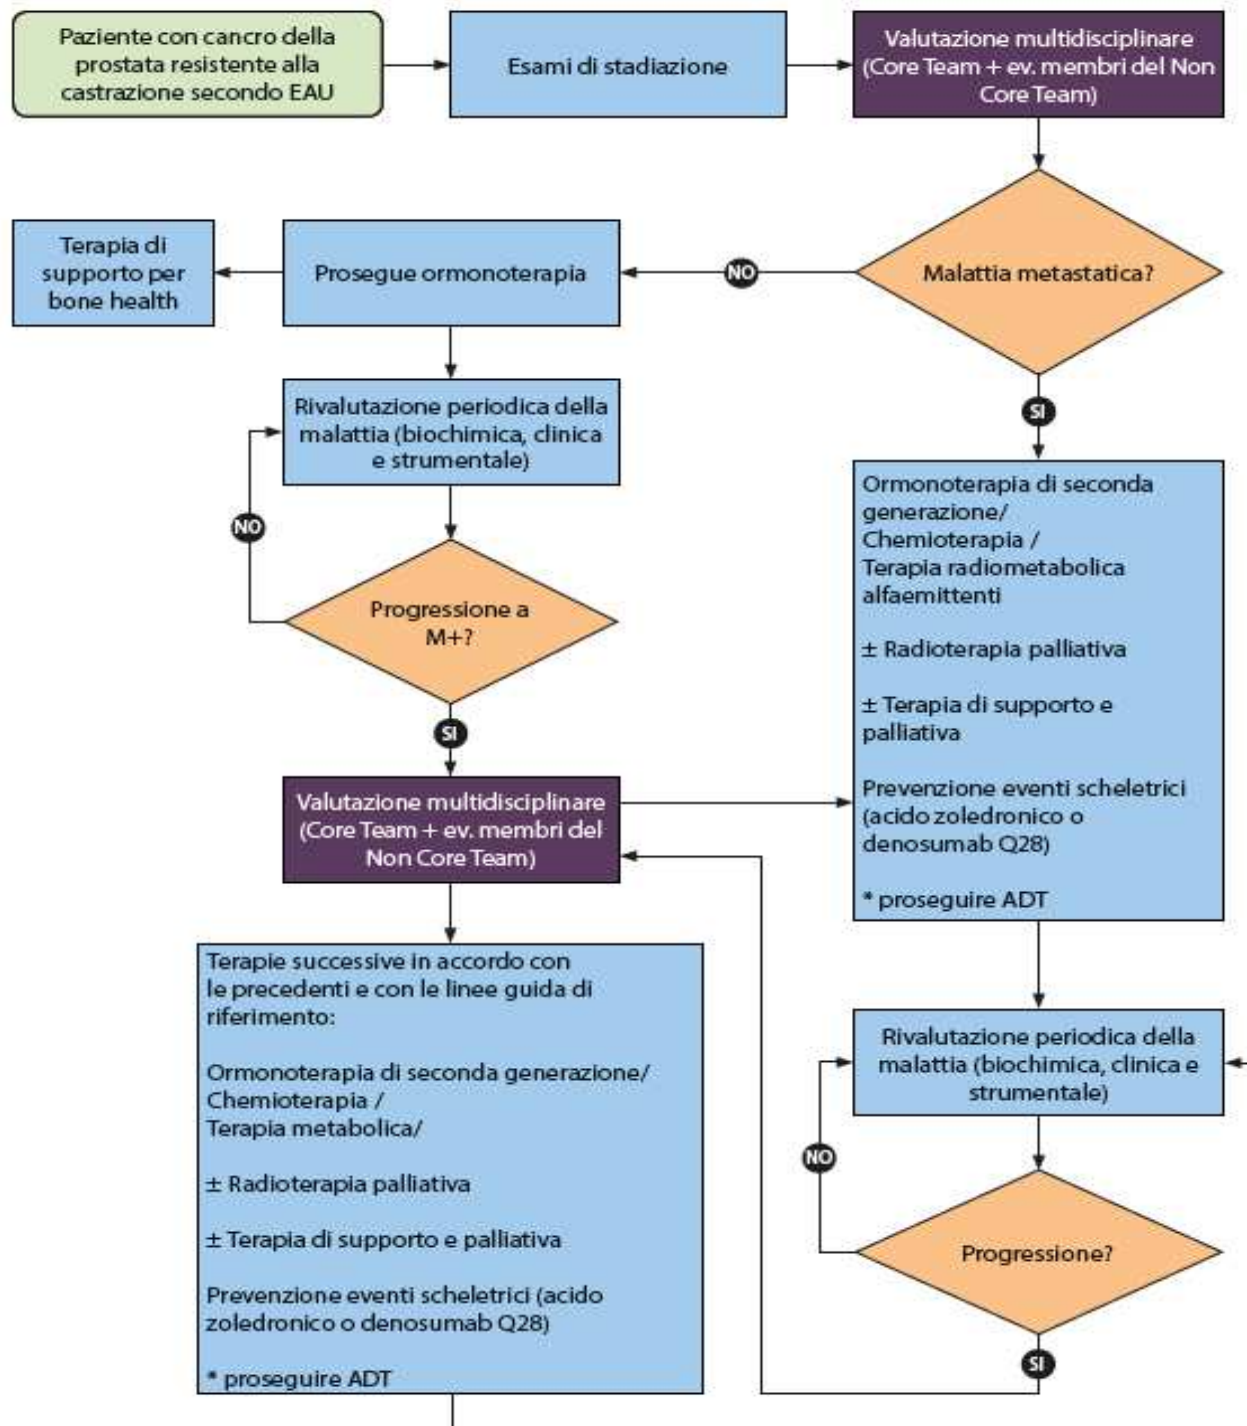 Paziente con cancro della
prostata resistente alla
castrazione secondo EAU
Esami di stadiazione
Valutazione multidisciplinare
(Core Team + ev. membri del Non
Core Team)
Malattia metastatica?
NO
Prosegue ormonoterapia
Terapia di
supporto per
bone health
Rivalutazione periodica della
malattia (biochimica, clinica
e strumentale)
NO
Progressione a
M+?
SI
Valutazione multidisciplinare
(Core Team + ev. membri del
Non Core Team)
Terapie successive in accordo con
le precedenti e con le linee guida di
riferimento:
Ormonoterapia di seconda generazione/
Chemioterapia /
Terapia metabolica/
± Radioterapia palliativa
± Terapia di supporto e palliativa
Prevenzione eventi scheletrici (acido
zoledronico o denosumab Q28)
* proseguire ADT
SI
Ormonoterapia di seconda
generazione/
Chemioterapia /
Terapia radiometabolica
alfaemittenti
± Radioterapia palliativa
± Terapia di supporto e
palliativa
Prevenzione eventi scheletrici
(acido zoledronico o
denosumab Q28)
* proseguire ADT
Rivalutazione periodica della
malattia (biochimica, clinica e
strumentale)
NO
Progressione?
SI